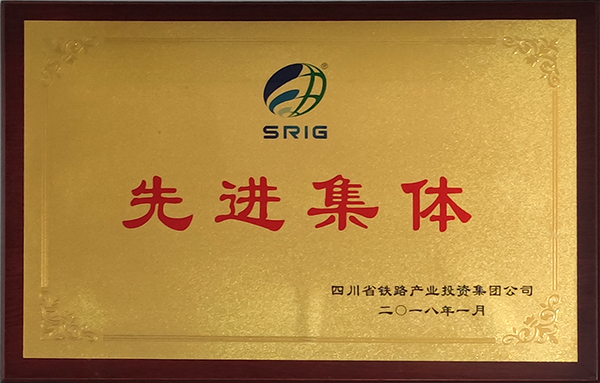 SRIG
先进集体
四川省铁路产业投资集团公司
二〇一八年一月